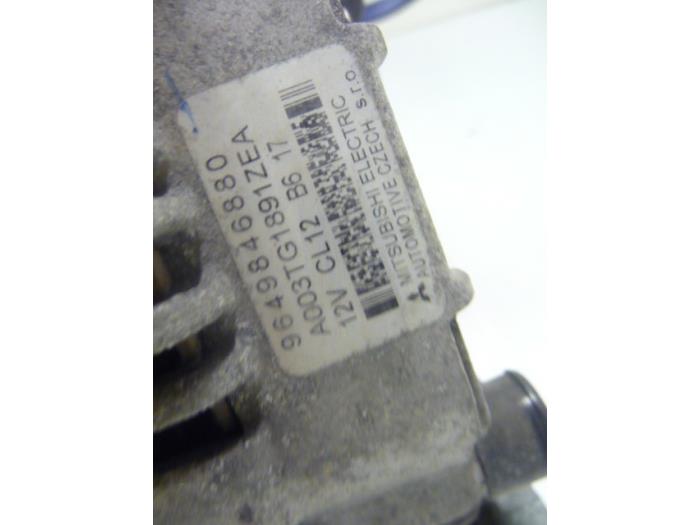 9649846880
A003TG1891ZEA
12V CL12 B6 17
MITSUBISHI ELECTRIC
AUTOMOTIVE CZECH s.r.o